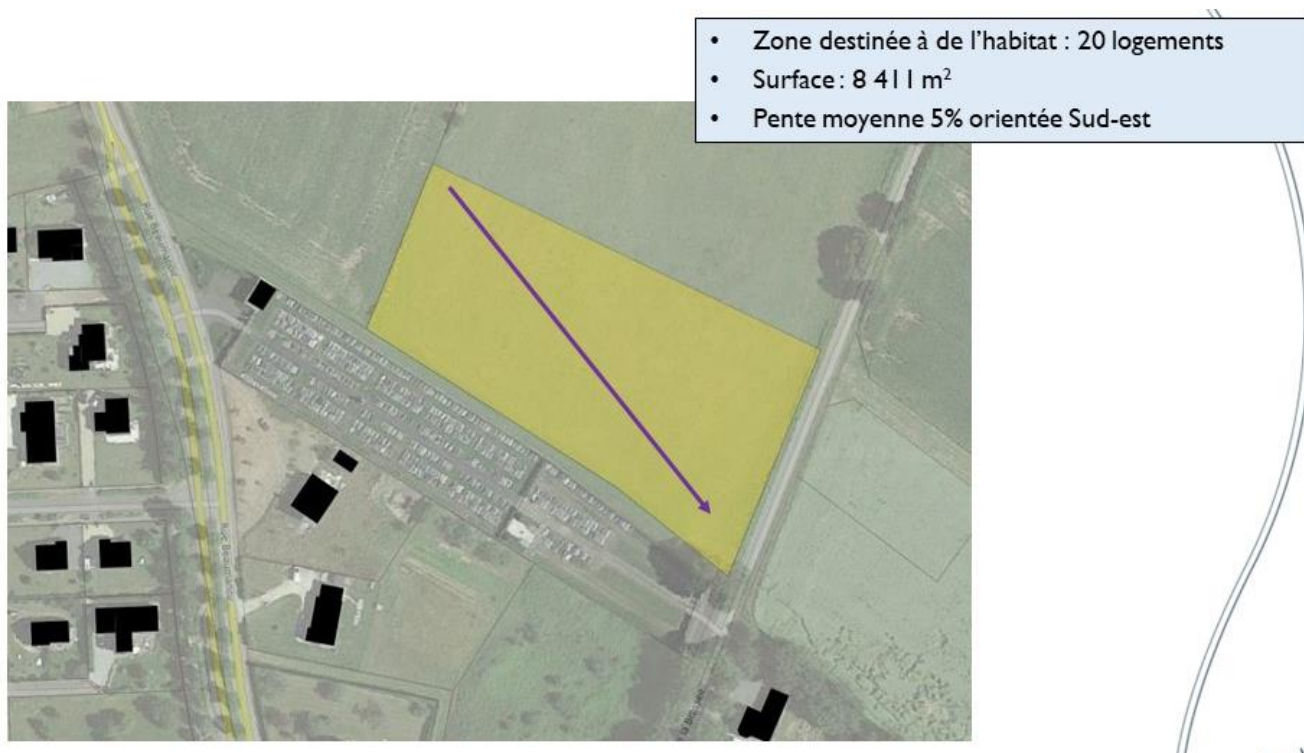 • Zone destinée à de l'habitat : 20 logements
• Surface : 8 411 m²
• Pente moyenne 5% orientée Sud-est